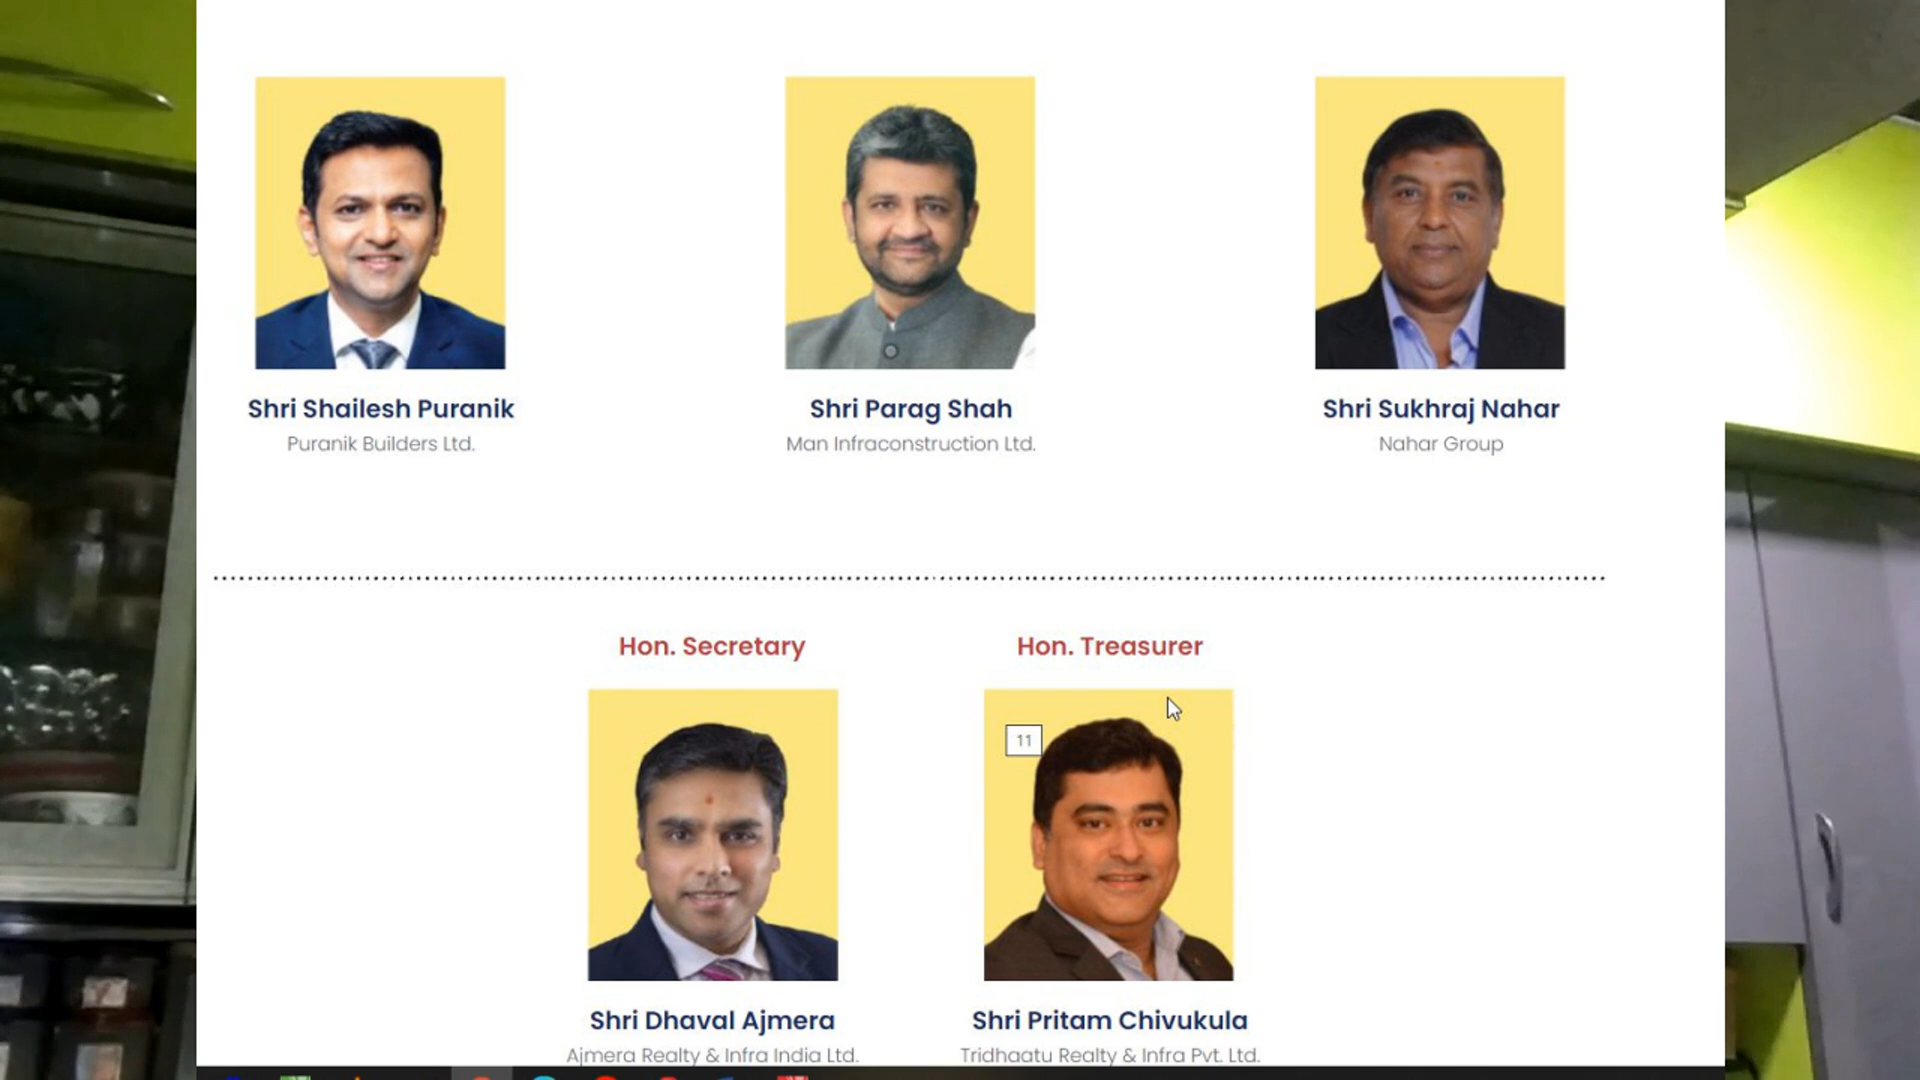 Shri Shailesh Puranik
Puranik Builders Ltd.
Shri Parag Shah
Man Infraconstruction Ltd.
Shri Sukhraj Nahar
Nahar Group
Hon. Secretary
Hon. Treasurer
11
Shri Dhaval Ajmera
Ajmera Realty & Infra India Ltd.
Shri Pritam Chivukula
Tridhaatu Realty & Infra Pvt. Ltd.